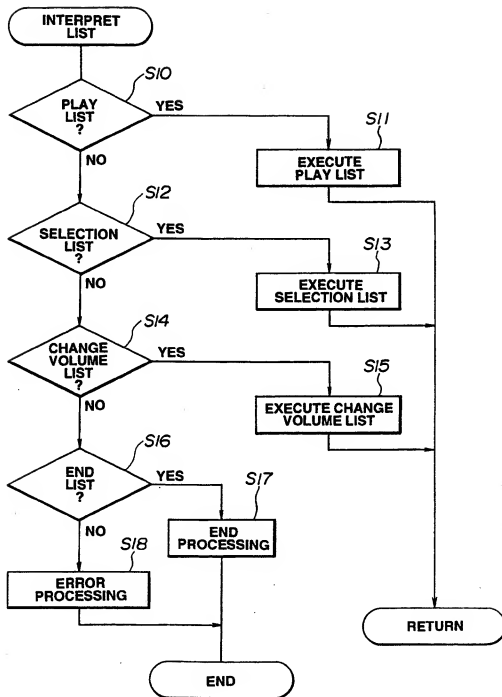 INTERPRET
LIST
S10
PLAY
LIST
?
YES
NO
S11
EXECUTE
PLAY LIST
S12
SELECTION
LIST
?
YES
NO
S13
EXECUTE
SELECTION LIST
S14
CHANGE
VOLUME
LIST
?
YES
NO
S15
EXECUTE CHANGE
VOLUME LIST
S16
END
LIST
?
YES
NO
S17
END
PROCESSING
S18
ERROR
PROCESSING
RETURN
END